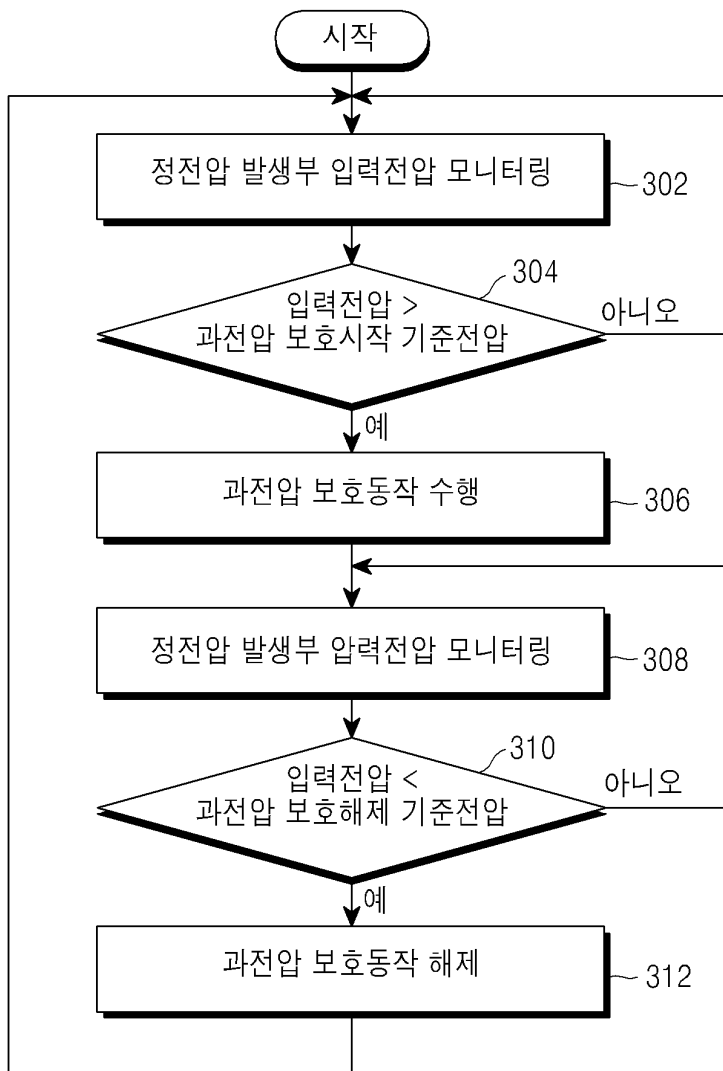 시작
정전압 발생부 입력전압 모니터링
302
304
입력전압 >
과전압 보호시작 기준전압
아니오
예
과전압 보호동작 수행
306
정전압 발생부 압력전압 모니터링
308
310
입력전압 <
과전압 보호해제 기준전압
아니오
예
과전압 보호동작 해제
312